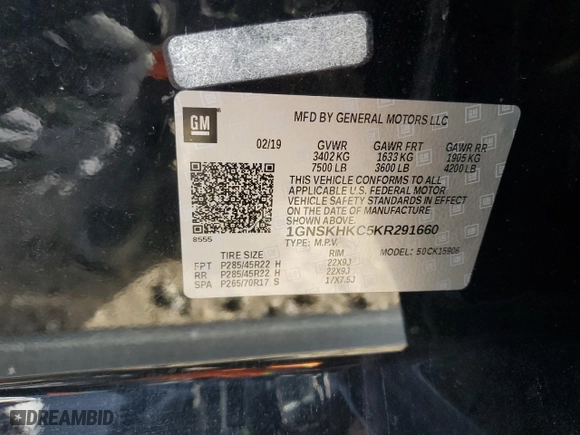 GM
MFD BY GENERAL MOTORS LLC
02/19 GVWR GAWR FRT GAWR RR
3402 KG 1633 KG 1905 KG
7500 LB 3600 LB 4200 LB
THIS VEHICLE CONFORMS TO ALL
APPLICABLE U.S. FEDERAL MOTOR
VEHICLE SAFETY STANDARDS IN EFFECT
ON THE DATE OF MANUFACTURE
SHOWN ABOVE.
1GNSKHKC5KR291660
8555
TYPE: M.P.V. MODEL: 50CK15906
TIRE SIZE RIM
FRT P285/45R22 H 22X9J
RR P285/45R22 H 22X9J
SPA P265/70R17 S 17X7.5J
DREAMBID